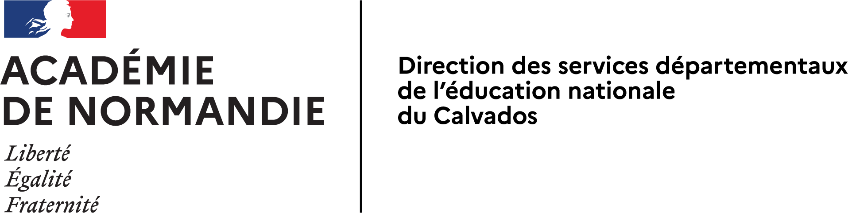 ACADÉMIE
DE NORMANDIE
Liberté
Égalité
Fraternité
Direction des services départementaux
de l'éducation nationale
du Calvados